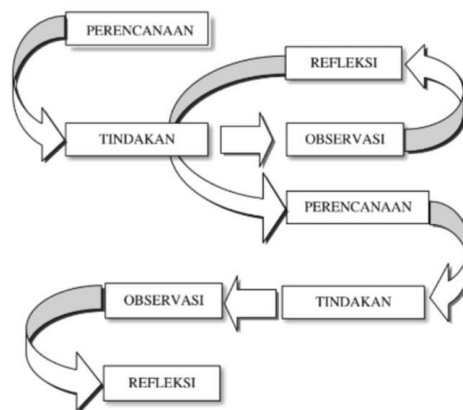 PERENCANAAN
REFLEKSI
TINDAKAN
OBSERVASI
PERENCANAAN
OBSERVASI
TINDAKAN
REFLEKSI